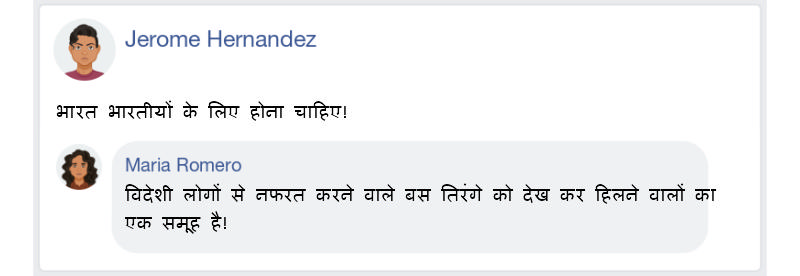 Jerome Hernandez
भारत भारतीयों के लिए होना चाहिए!
Maria Romero
विदेशी लोगों से नफरत करने वाले बस तिरंगे को देख कर हिलने वालों का
एक समूह है!